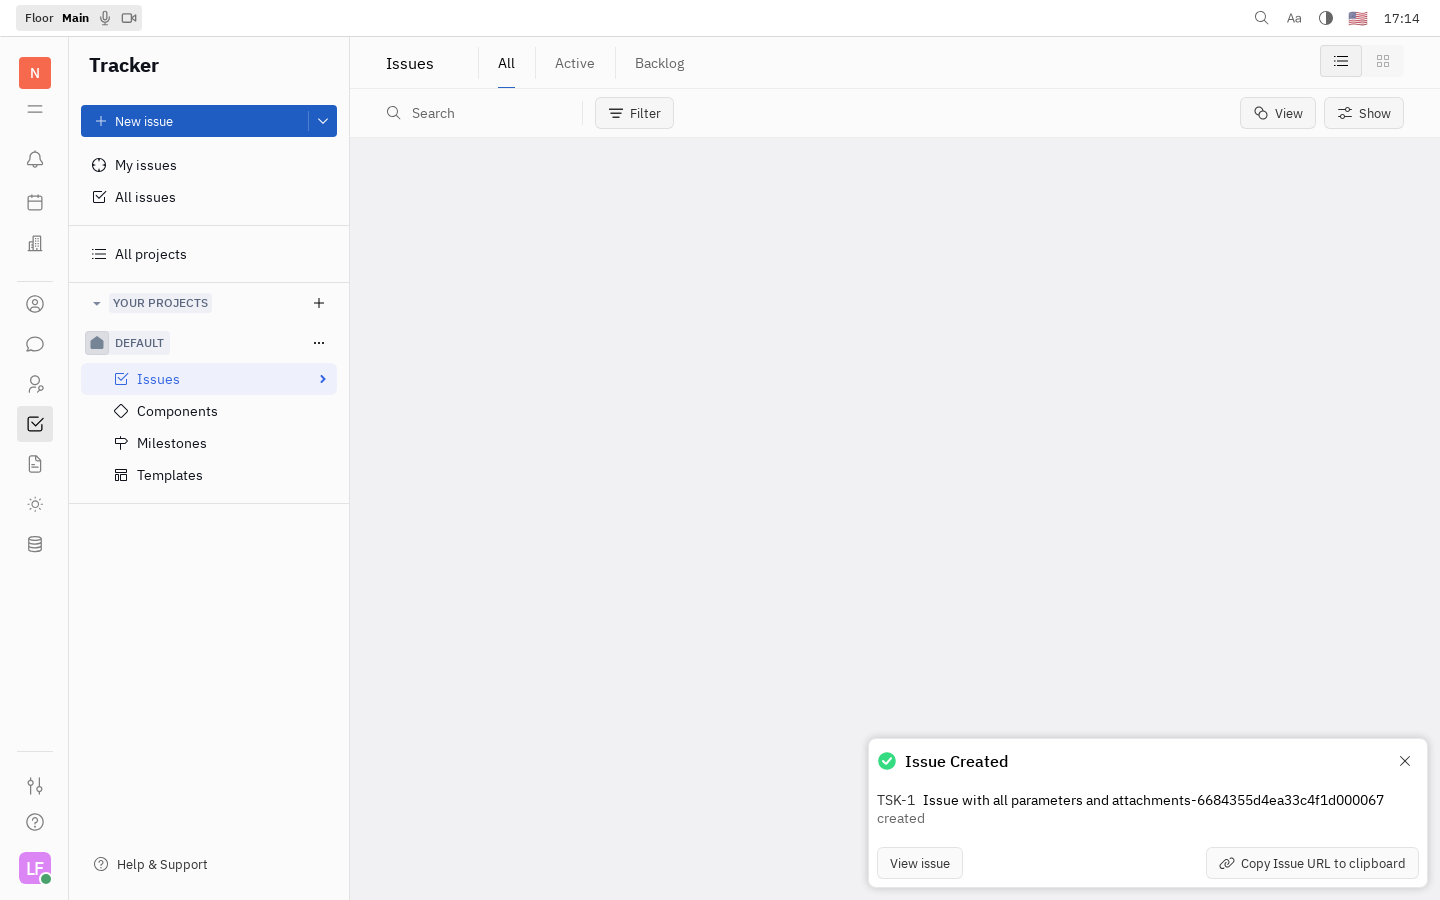 Floor Main
Aa
17:14
N
Tracker
New issue
My issues
All issues
All projects
YOUR PROJECTS
DEFAULT
Issues
Components
Milestones
Templates
Help & Support
LF
Issues
All
Active
Backlog
Search
Filter
View
Show
Issue Created
TSK-1 Issue with all parameters and attachments-6684355d4ea33c4f1d000067
created
View issue
Copy Issue URL to clipboard